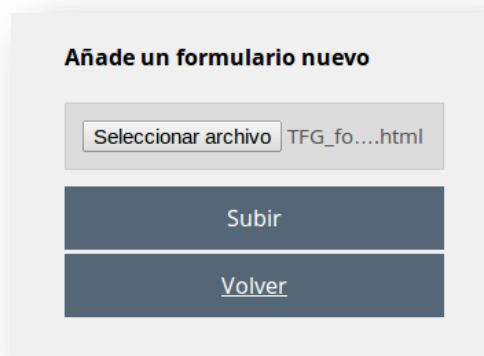 Añade un formulario nuevo
Seleccionar archivo TFG_fo....html
Subir
Volver